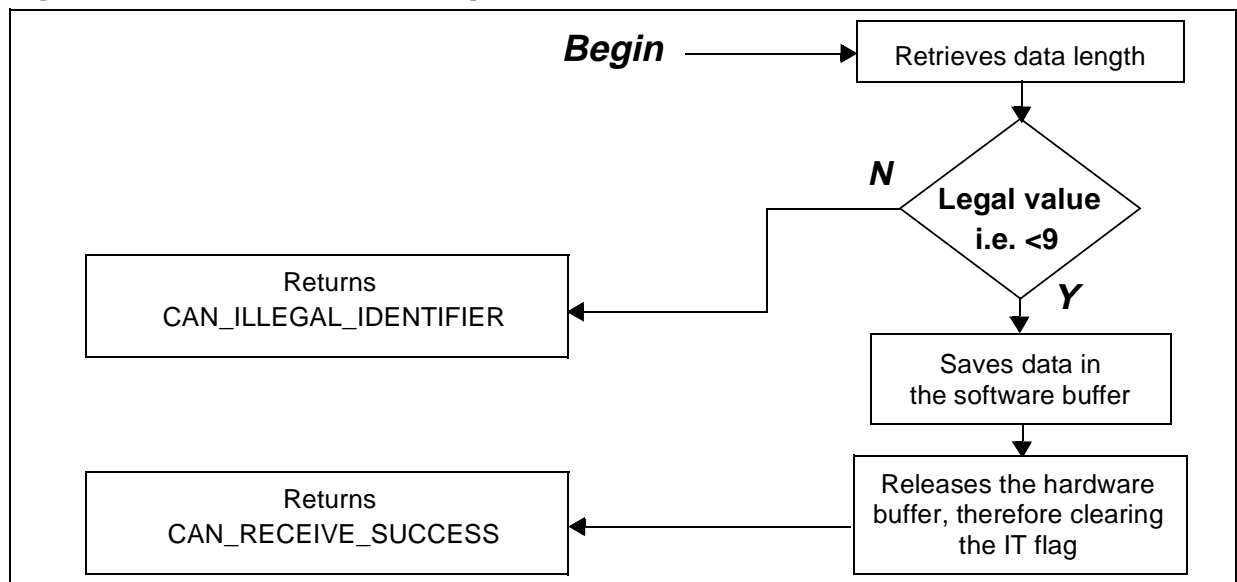 Begin
Retrieves data length
N
Legal value
i.e. <9
Returns
CAN_ILLEGAL_IDENTIFIER
Y
Saves data in
the software buffer
Returns
CAN_RECEIVE_SUCCESS
Releases the hardware
buffer, therefore clearing
the IT flag